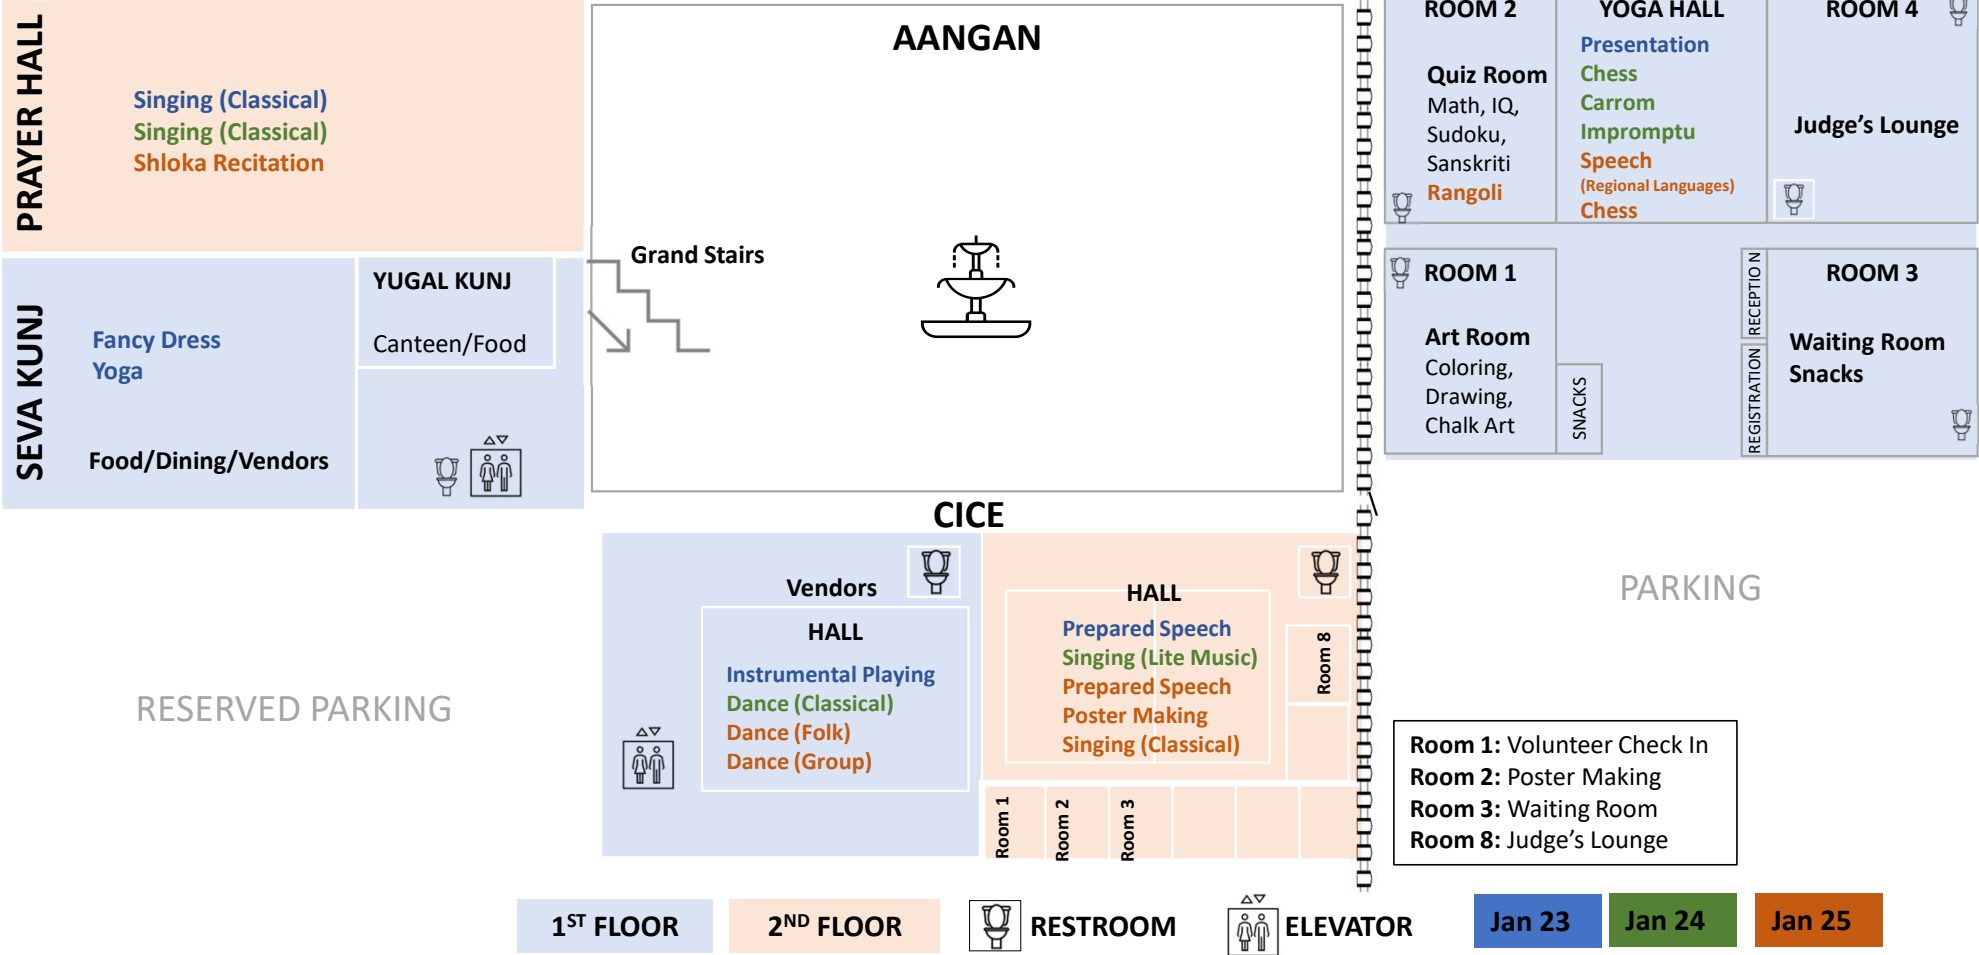 PRAYER HALL
Singing (Classical)
Singing (Classical)
Shloka Recitation
SEVA KUNJ
Fancy Dress
Yoga
Food/Dining/Vendors
YUGAL KUNJ
Canteen/Food
AANGAN
Grand Stairs
ROOM 2
Quiz Room
Math, IQ,
Sudoku,
Sanskriti
Rangoli
YOGA HALL
Presentation
Chess
Carrom
Impromptu
Speech
(Regional Languages)
Chess
ROOM 4
Judge's Lounge
ROOM 1
Art Room
Coloring,
Drawing,
Chalk Art
SNACKS
RECEPTION
REGISTRATION
ROOM 3
Waiting Room
Snacks
CICE
Vendors
HALL
Instrumental Playing
Dance (Classical)
Dance (Folk)
Dance (Group)
HALL
Prepared Speech
Singing (Lite Music)
Prepared Speech
Poster Making
Singing (Classical)
Room 8
Room 1
Room 2
Room 3
RESERVED PARKING
PARKING
Room 1: Volunteer Check In
Room 2: Poster Making
Room 3: Waiting Room
Room 8: Judge's Lounge
1ST FLOOR
2ND FLOOR
RESTROOM
ELEVATOR
Jan 23
Jan 24
Jan 25